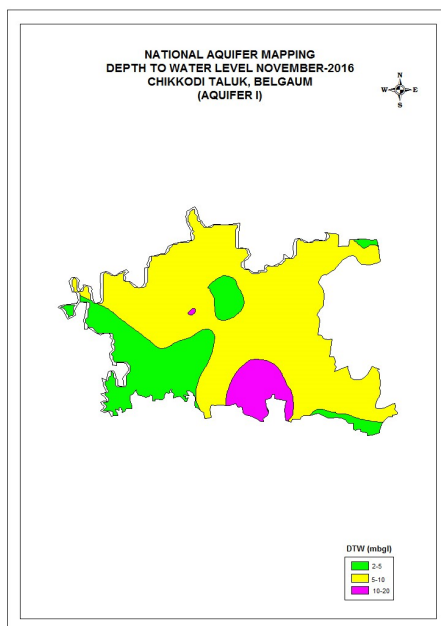 NATIONAL AQUIFER MAPPING
DEPTH TO WATER LEVEL NOVEMBER-2016
CHIKKODI TALUK, BELGAUM
(AQUIFER I)
N
W E
S
DTW (mbgl)
2-5
5-10
10-20